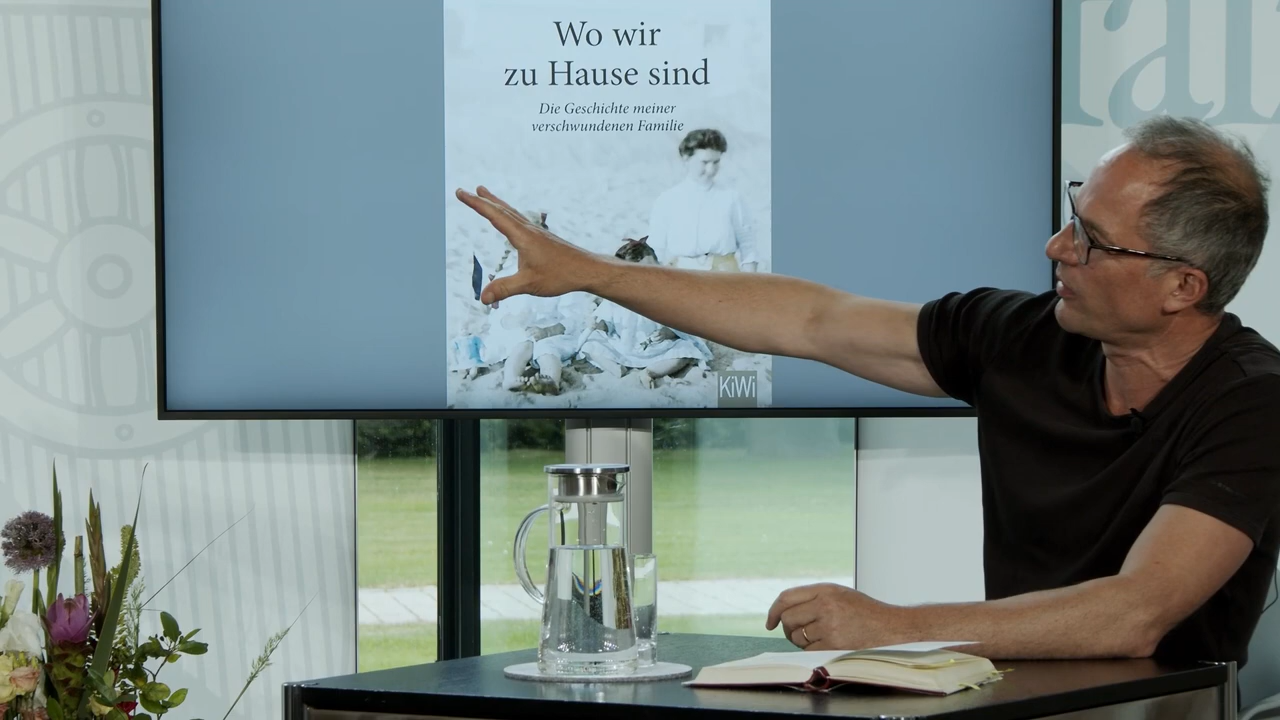 Wo wir
zu Hause sind
Die Geschichte meiner
verschwundenen Familie
KiWi